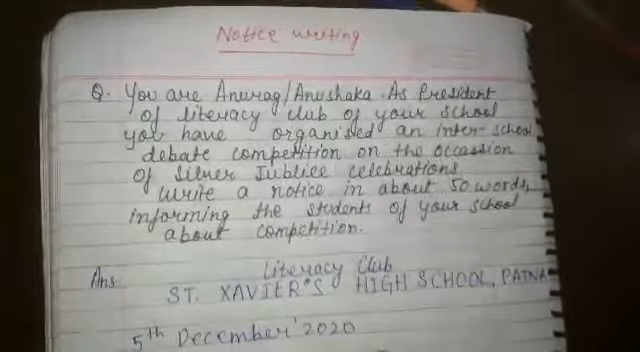 Notice writing
Q. You are Anurag/Anushaka. As President
of literacy club of your school
you have organised an inter-school
debate competition on the occassion
of Silver Jubliee celebrations.
Write a notice in about 50 words,
informing the students of your school
about competition.
Ans Literacy Club
ST. XAVIER'S HIGH SCHOOL, PATNA
5th December' 2020